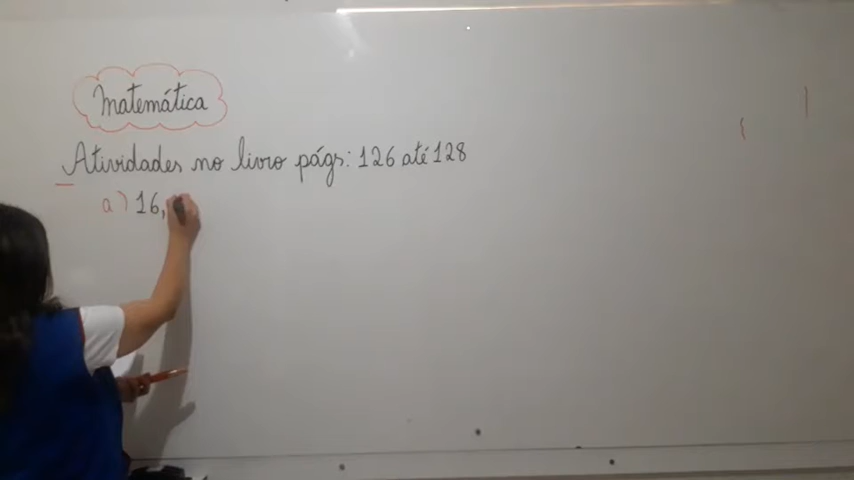 Matemática
Atividades no livro págs: 126 até 128
a) 16,